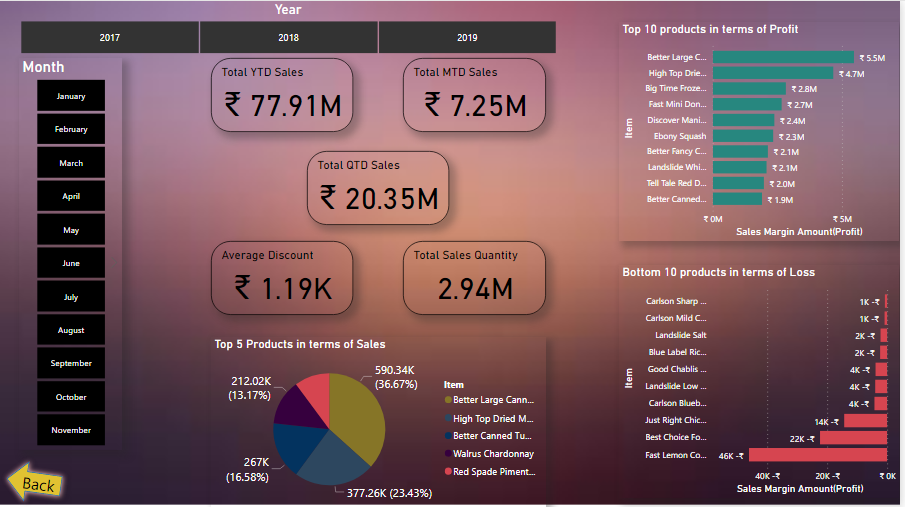 Year
2017
2018
2019
Month
January
February
March
April
May
June
July
August
September
October
November
Back
Total YTD Sales
₹ 77.91M
Total MTD Sales
₹ 7.25M
Total QTD Sales
₹ 20.35M
Average Discount
₹ 1.19K
Total Sales Quantity
2.94M
Top 5 Products in terms of Sales
590.34K
(36.67%)
377.26K (23.43%)
267K
(16.58%)
212.02K
(13.17%)
Item
Better Large Cann...
High Top Dried M...
Better Canned Tu...
Walrus Chardonnay
Red Spade Piment...
Top 10 products in terms of Profit
Item
Better Large C... ₹ 5.5M
High Top Drie... ₹ 4.7M
Big Time Froze... ₹ 2.8M
Fast Mini Don... ₹ 2.7M
Discover Mani... ₹ 2.4M
Ebony Squash ₹ 2.3M
Better Fancy C... ₹ 2.1M
Landslide Whi... ₹ 2.1M
Tell Tale Red D... ₹ 2.0M
Better Canned... ₹ 1.9M
₹ 0M ₹ 5M
Sales Margin Amount(Profit)
Bottom 10 products in terms of Loss
Item
Carlson Sharp ... 1K -₹
Carlson Mild C... 1K -₹
Landslide Salt 2K -₹
Blue Label Ric... 2K -₹
Good Chablis ... 4K -₹
Landslide Low ... 4K -₹
Carlson Blueb... 4K -₹
Just Right Chic... 14K -₹
Best Choice Fo... 22K -₹
Fast Lemon Co... 46K -₹
40K -₹ 20K -₹ ₹ 0K
Sales Margin Amount(Profit)